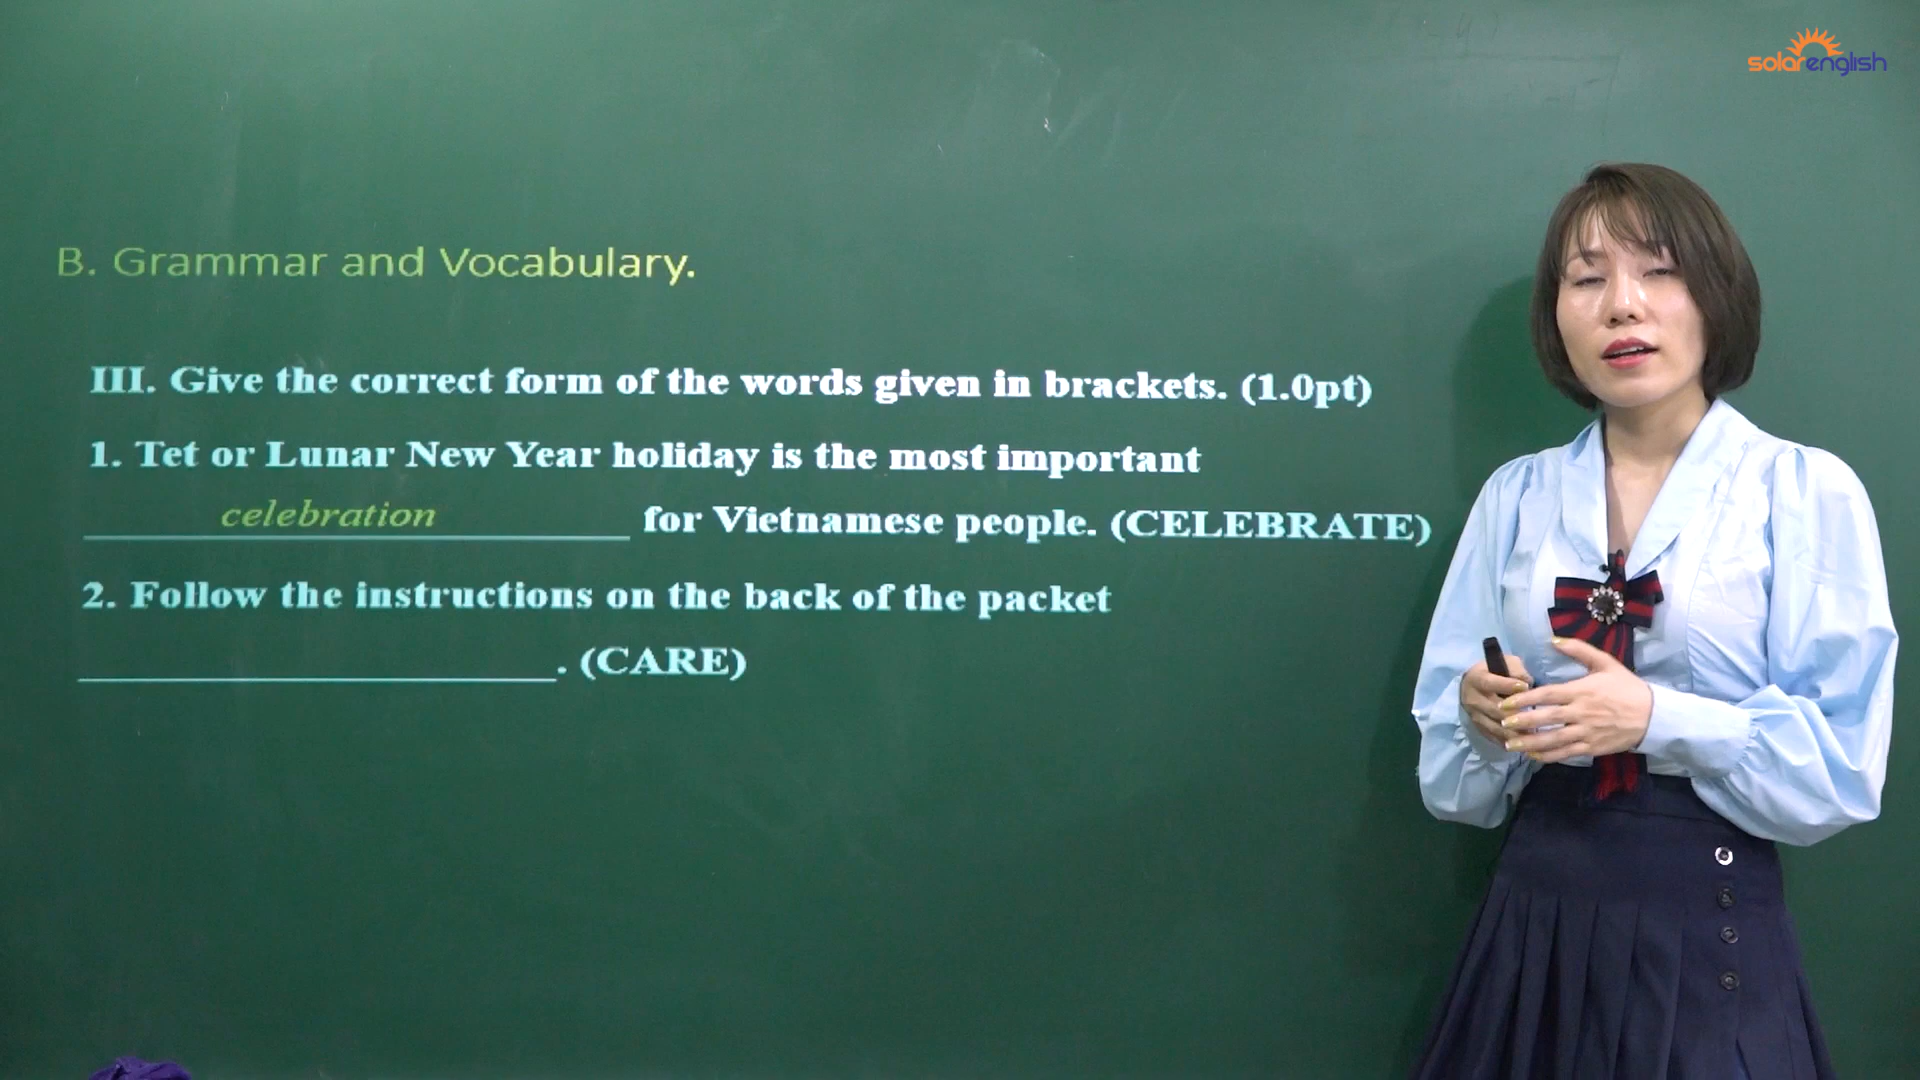 solarenglish
B. Grammar and Vocabulary.
III. Give the correct form of the words given in brackets. (1.0pt)
1. Tet or Lunar New Year holiday is the most important
celebration for Vietnamese people. (CELEBRATE)
2. Follow the instructions on the back of the packet
. (CARE)